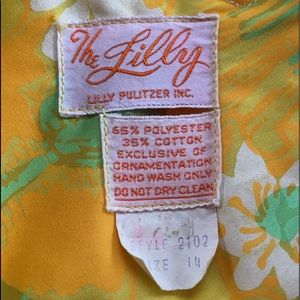 The Lilly
LILLY PULITZER INC.
65% POLYESTER
35% COTTON
EXCLUSIVE OF
ORNAMENTATION
HAND WASH ONLY
DO NOT DRY CLEAN
STYLE 2102
SIZE 14